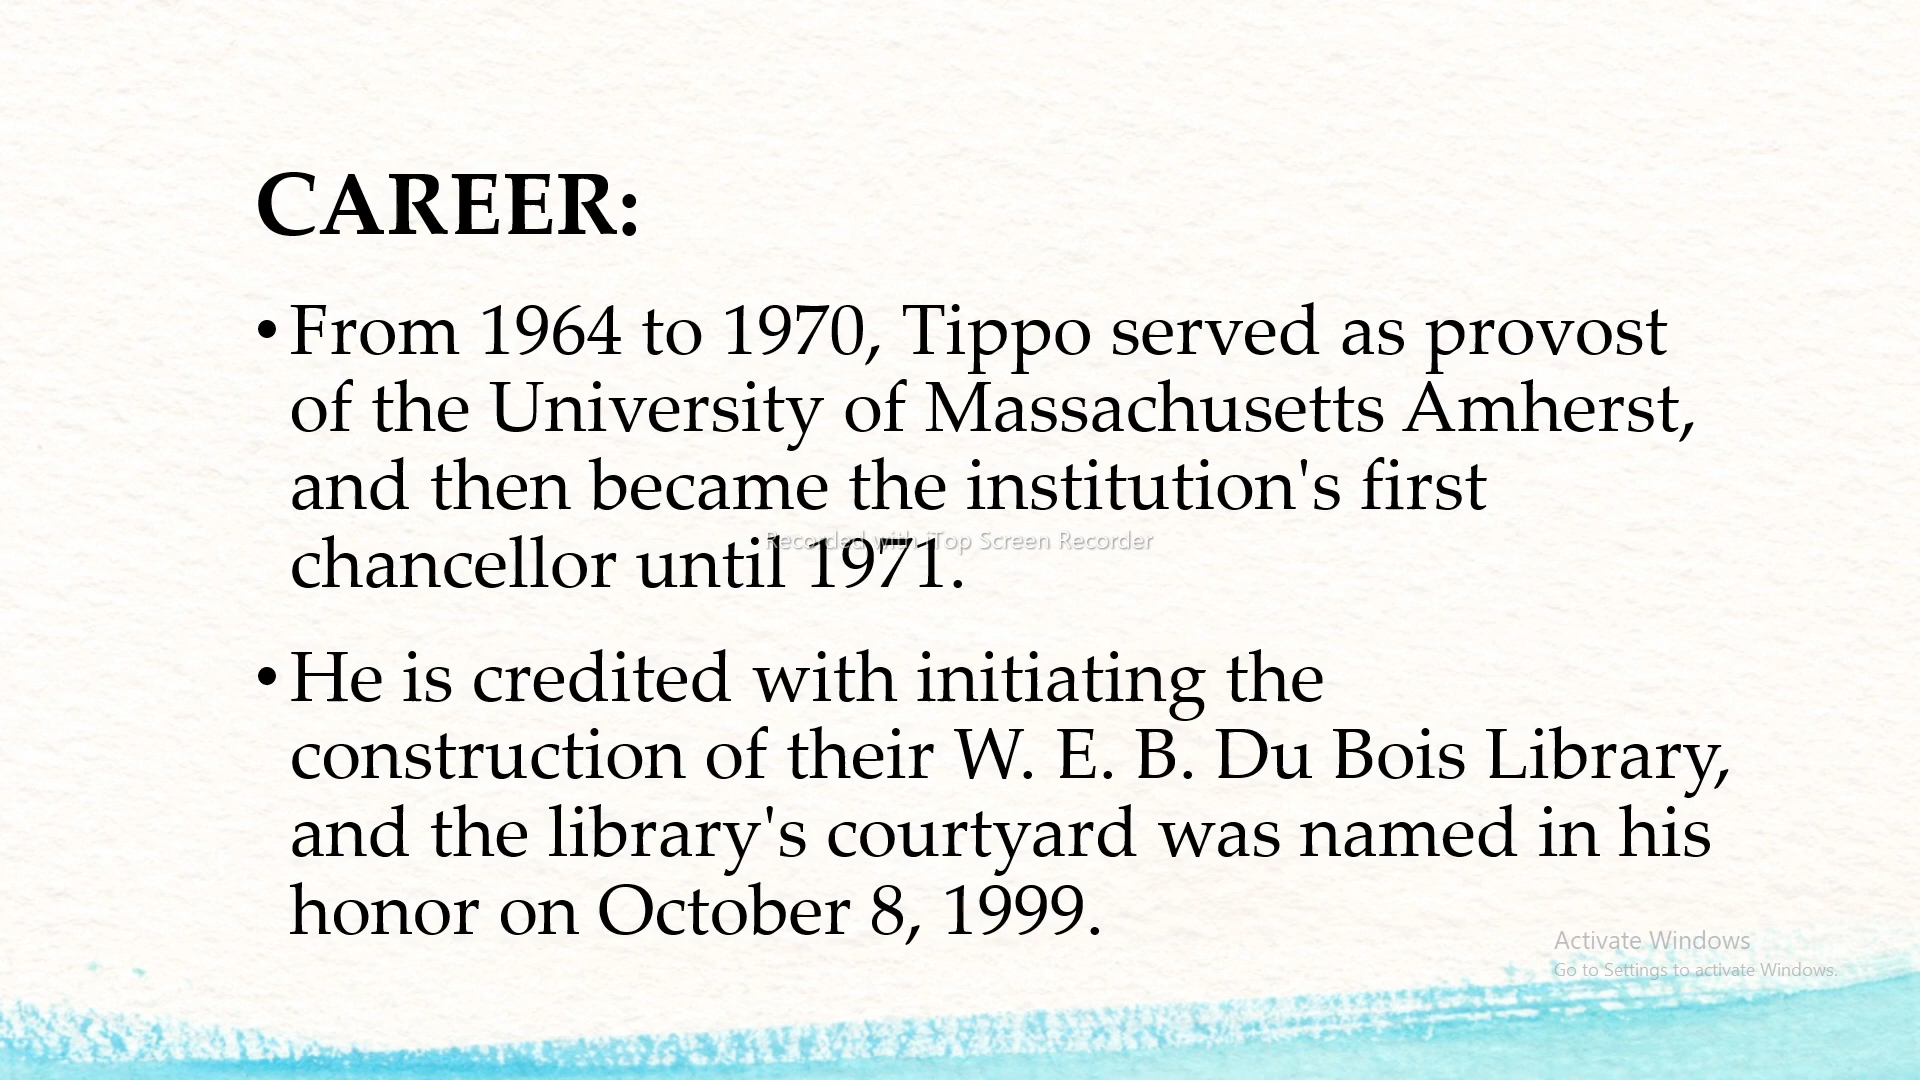 CAREER:
• From 1964 to 1970, Tippo served as provost
of the University of Massachusetts Amherst,
and then became the institution's first
Recorded with iTop Screen Recorder
chancellor until 1971.
• He is credited with initiating the
construction of their W. E. B. Du Bois Library,
and the library's courtyard was named in his
honor on October 8, 1999.
Activate Windows
Go to Settings to activate Windows.